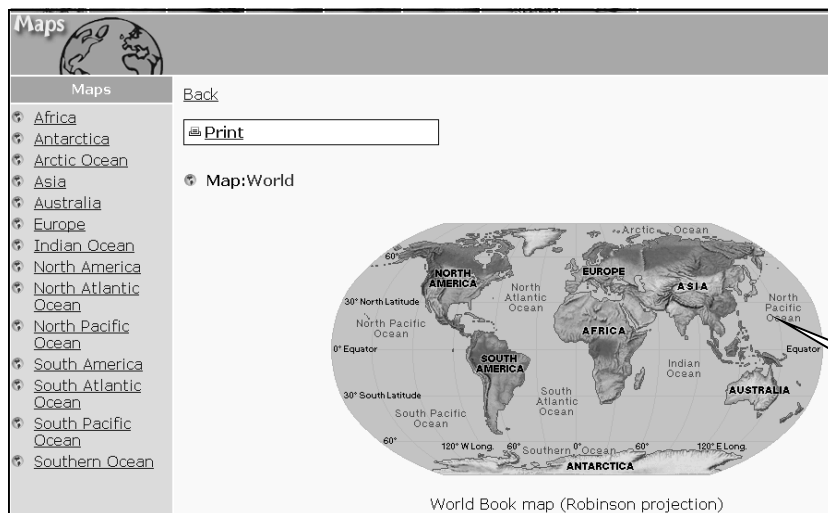 Maps
Maps
Africa
Antarctica
Arctic Ocean
Asia
Australia
Europe
Indian Ocean
North America
North Atlantic
Ocean
North Pacific
Ocean
South America
South Atlantic
Ocean
South Pacific
Ocean
Southern Ocean
Back
Print
Map:World
Arctic Ocean
60°
NORTH
AMERICA
EUROPE
ASIA
North
Atlantic
Ocean
30° North Latitude
North Pacific
Ocean
North
Pacific
Ocean
AFRICA
0° Equator
Equator
SOUTH
AMERICA
Indian
Ocean
30° South Latitude
South
Atlantic
Ocean
AUSTRALIA
South Pacific
Ocean
60°
120° W Long.
60°
0°
60°
120° E Long.
Southern Ocean
ANTARCTICA
World Book map (Robinson projection)